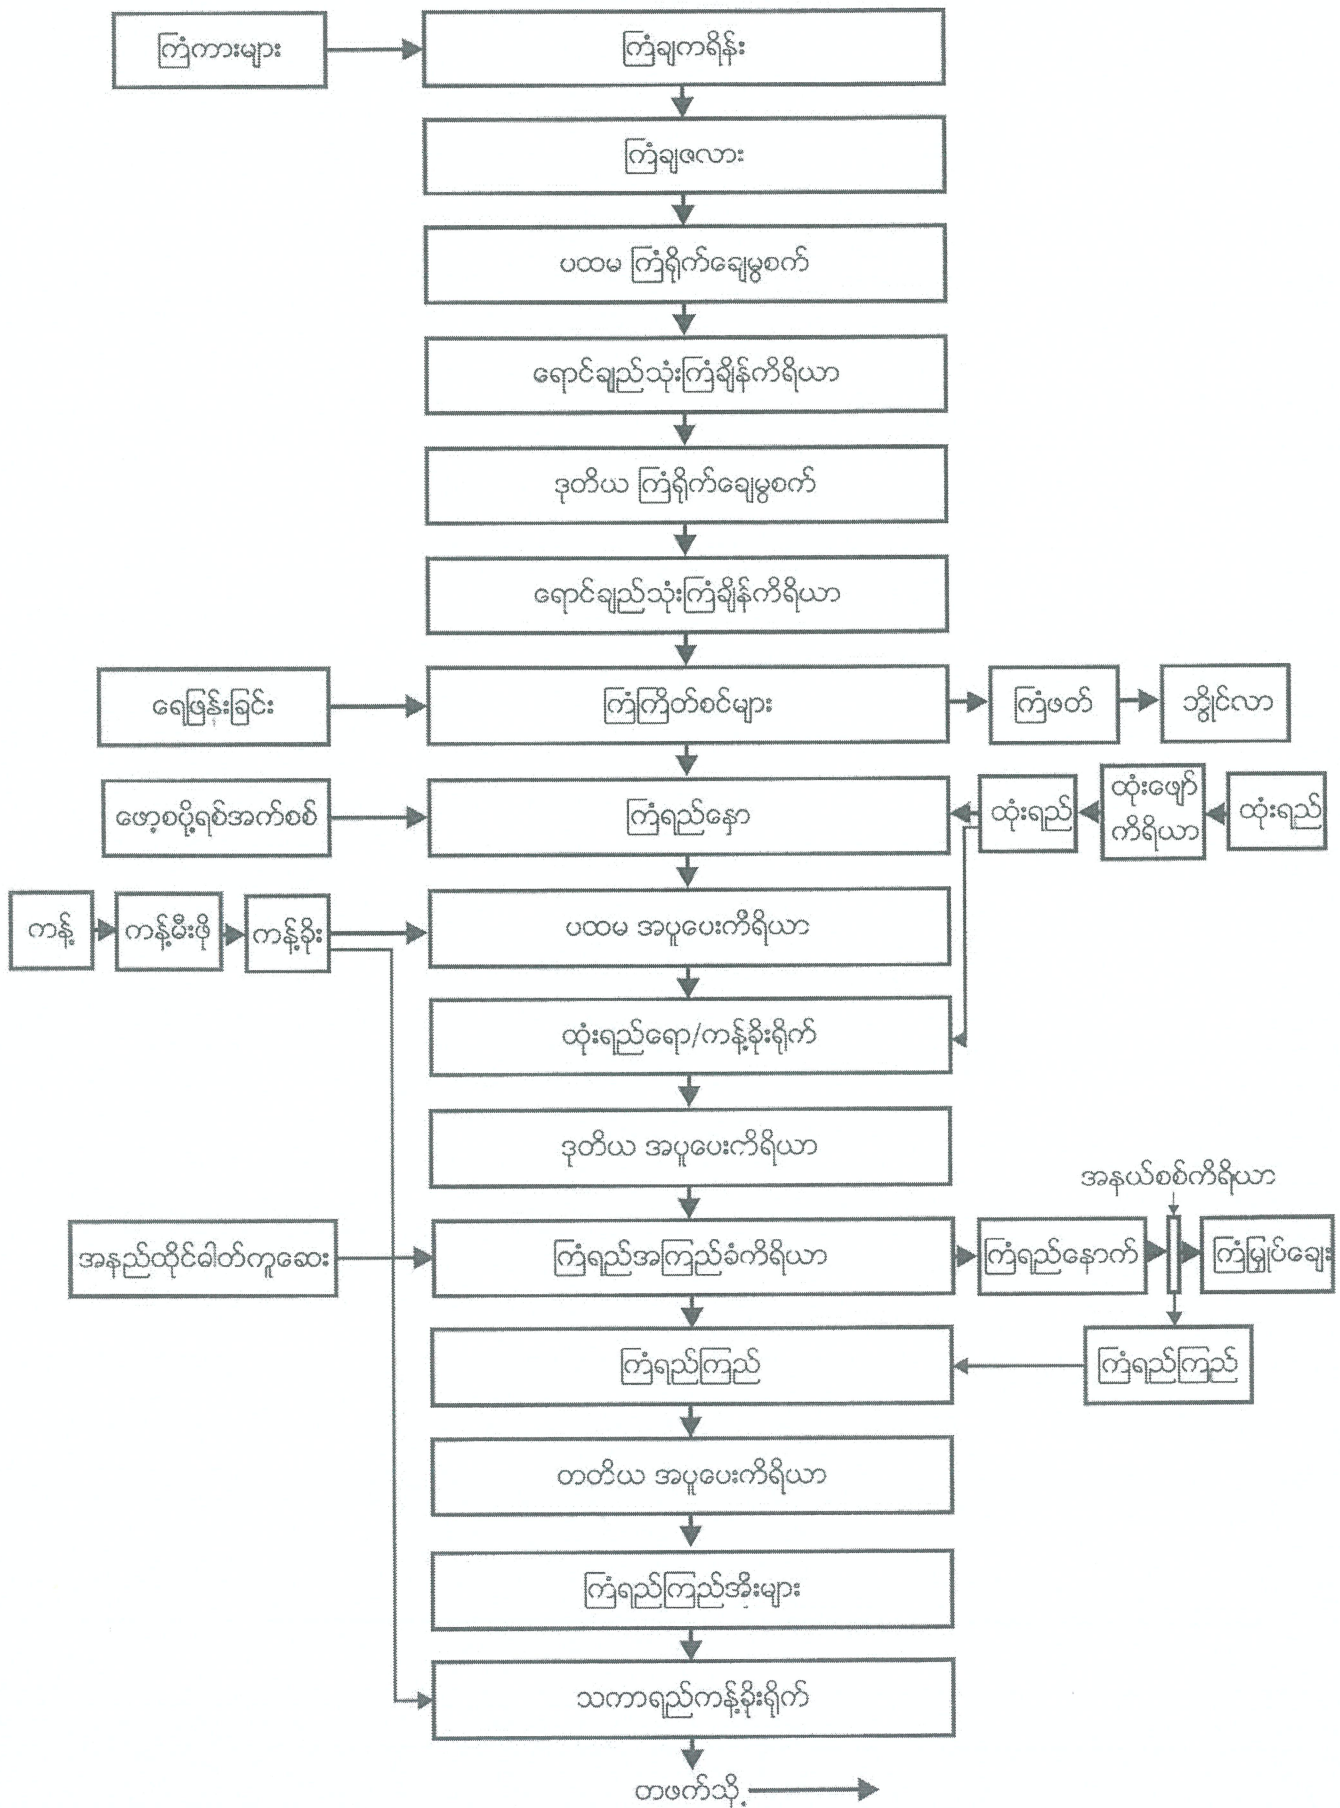 ကြံကားများ
ကြံချကရိန်း
ကြံချဇလား
ပထမ ကြံရိုက်ချေမွစက်
ရောင်ချည်သုံးကြံချိန်ကိရိယာ
ဒုတိယ ကြံရိုက်ချေမွစက်
ရောင်ချည်သုံးကြံချိန်ကိရိယာ
ရေဖြန်းခြင်း
ကြံကြိတ်စင်များ
ကြံဖတ်
ဘွိုင်လာ
ဖော့စပို့ရစ်အက်စစ်
ကြံရည်နှော
ထုံးရည်
ထုံးဖျော်
ကိရိယာ
ထုံးရည်
ကန့်
ကန့်မီးဖို
ကန့်ခိုး
ပထမ အပူပေးကိရိယာ
ထုံးရည်ရော/ကန့်ခိုးရိုက်
ဒုတိယ အပူပေးကိရိယာ
အနယ်စစ်ကိရိယာ
အနည်ထိုင်ဓါတ်ကူဆေး
ကြံရည်အကြည်ခံကိရိယာ
ကြံရည်နောက်
ကြံမှုပ်ချေး
ကြံရည်ကြည်
ကြံရည်ကြည်
တတိယ အပူပေးကိရိယာ
ကြံရည်ကြည်အိုးများ
သကာရည်ကန့်ခိုးရိုက်
တဖက်သို့